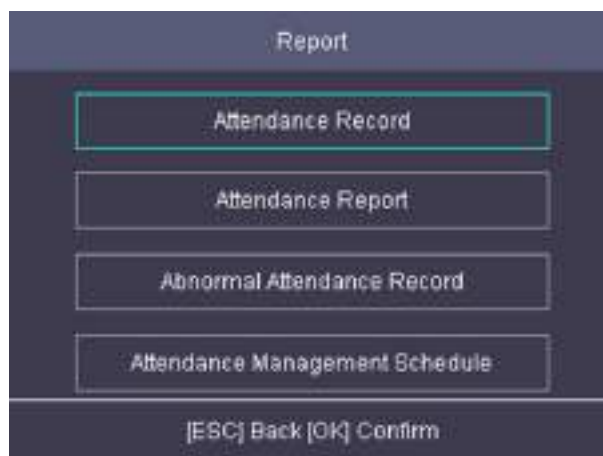 Report
Attendance Record
Attendance Report
Abnormal Attendance Record
Attendance Management Schedule
[ESC] Back [OK] Confirm